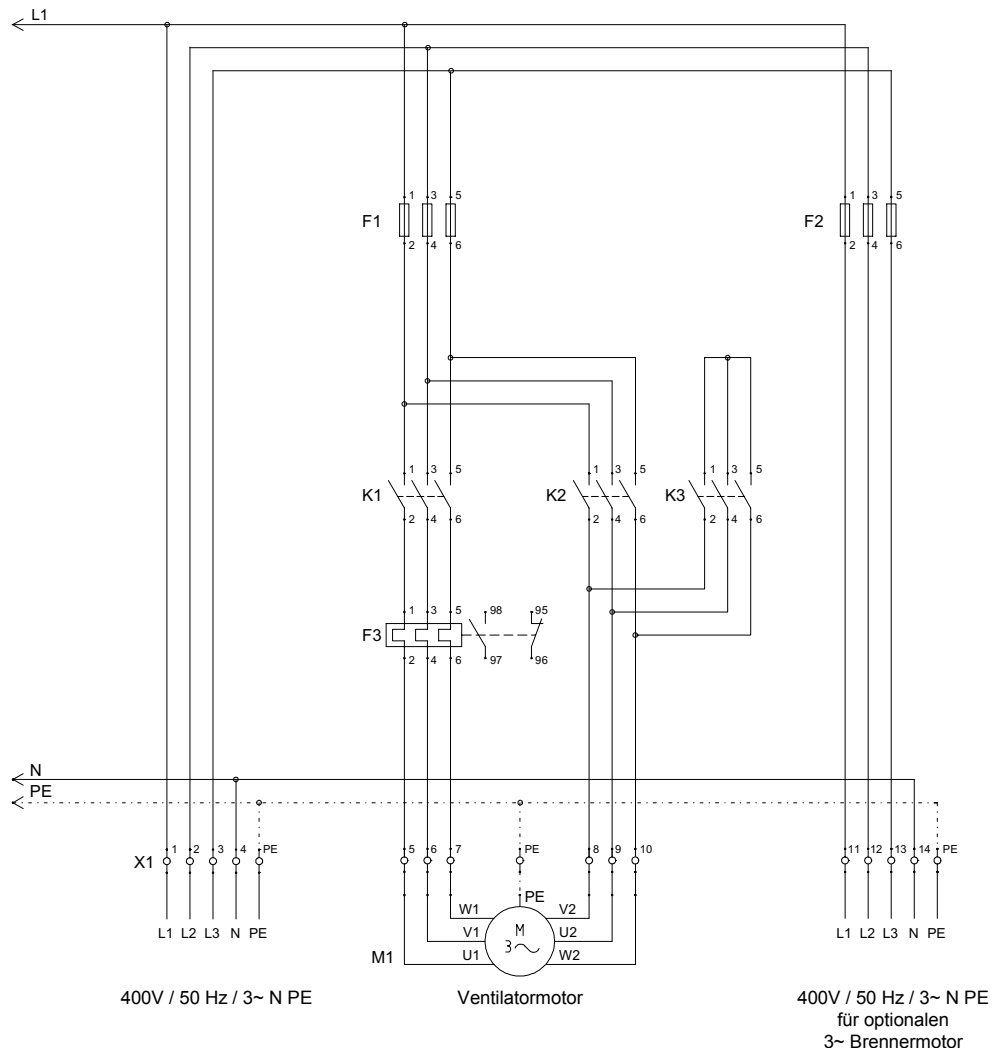 L1
1 3 5
1 3 5
F1
F2
2 4 6
2 4 6
1 3 5
1 3 5
1 3 5
K1
K2
K3
2 4 6
2 4 6
2 4 6
1 3 5 98 95
F3
2 4 6 97 96
N
PE
X1
1 2 3 4 PE
5 6 7 PE 8 9 10
11 12 13 14 PE
PE
W1 V2
M
3~
V1 U2
U1 W2
M1
L1 L2 L3 N PE
L1 L2 L3 N PE
400V / 50 Hz / 3~ N PE
Ventilatormotor
400V / 50 Hz / 3~ N PE
für optionalen
3~ Brennermotor